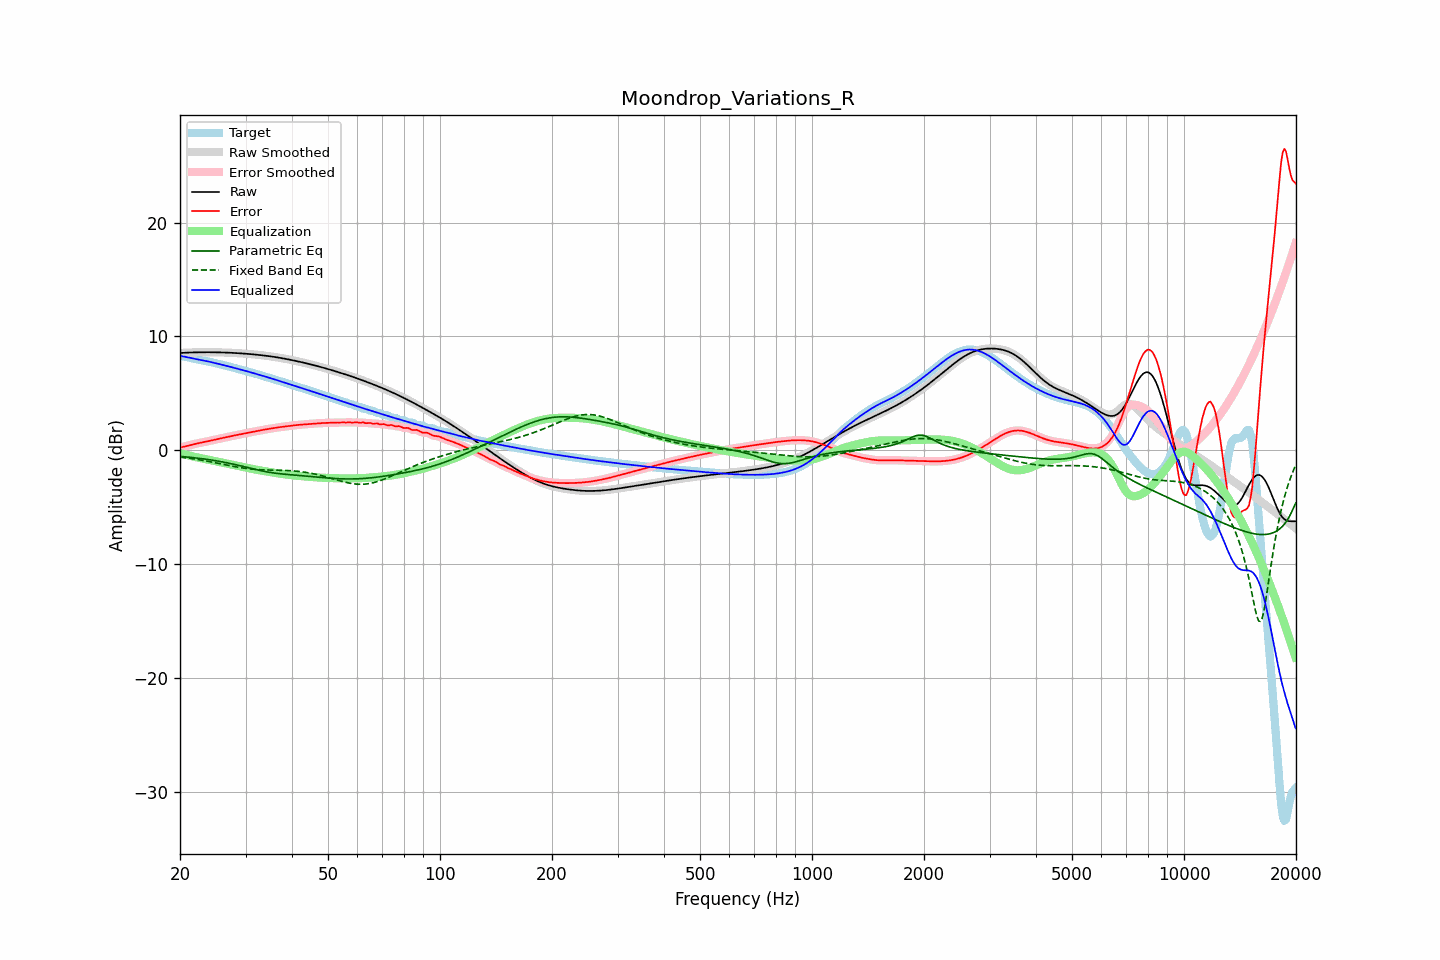 Moondrop_Variations_R
Target
Raw Smoothed
Error Smoothed
Raw
Error
Equalization
Parametric Eq
Fixed Band Eq
Equalized
20
10
0
−10
−20
−30
Amplitude (dBr)
20 50 100 200 500 1000 2000 5000 10000 20000
Frequency (Hz)